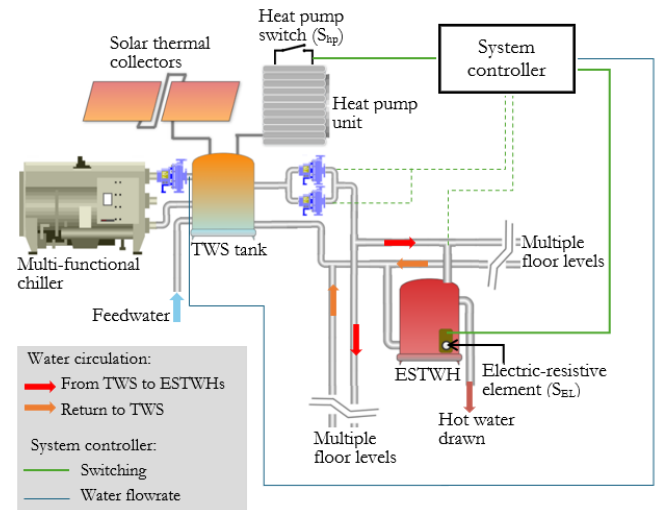 Solar thermal
collectors
Heat pump
switch (Shp)
System
controller
Heat pump
unit
Multi-functional
chiller
TWS tank
Feedwater
Multiple
floor levels
ESTWH
Electric-resistive
element (SEL)
Hot water
drawn
Multiple
floor levels
Water circulation:
From TWS to ESTWHs
Return to TWS
System controller:
Switching
Water flowrate